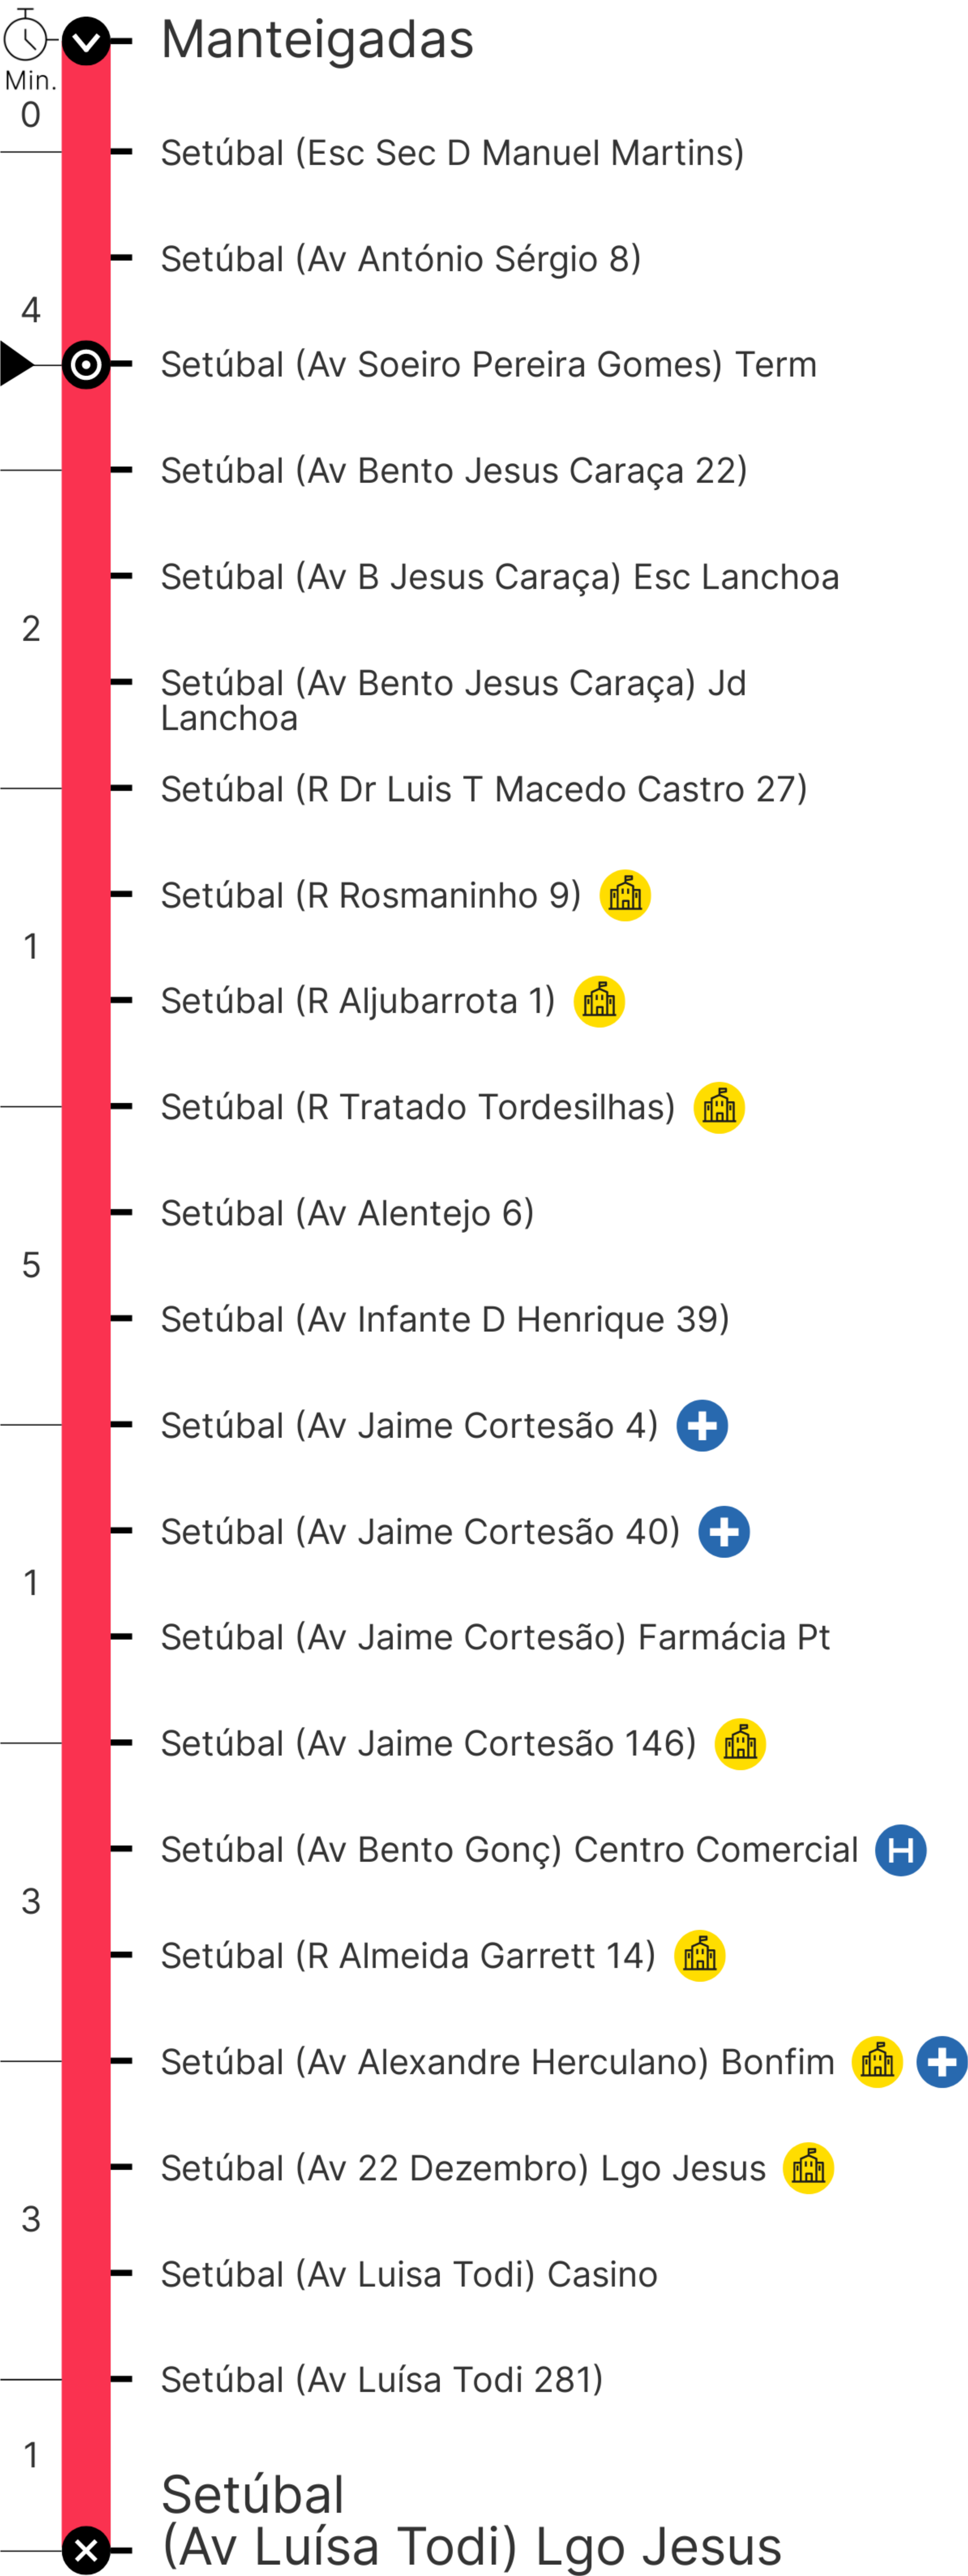 Manteigadas
Min.
0
Setúbal (Esc Sec D Manuel Martins)
Setúbal (Av António Sérgio 8)
4
Setúbal (Av Soeiro Pereira Gomes) Term
Setúbal (Av Bento Jesus Caraça 22)
Setúbal (Av B Jesus Caraça) Esc Lanchoa
2
Setúbal (Av Bento Jesus Caraça) Jd
Lanchoa
Setúbal (R Dr Luis T Macedo Castro 27)
Setúbal (R Rosmaninho 9)
1
Setúbal (R Aljubarrota 1)
Setúbal (R Tratado Tordesilhas)
Setúbal (Av Alentejo 6)
5
Setúbal (Av Infante D Henrique 39)
Setúbal (Av Jaime Cortesão 4)
Setúbal (Av Jaime Cortesão 40)
1
Setúbal (Av Jaime Cortesão) Farmácia Pt
Setúbal (Av Jaime Cortesão 146)
Setúbal (Av Bento Gonç) Centro Comercial H
3
Setúbal (R Almeida Garrett 14)
Setúbal (Av Alexandre Herculano) Bonfim
Setúbal (Av 22 Dezembro) Lgo Jesus
3
Setúbal (Av Luisa Todi) Casino
Setúbal (Av Luísa Todi 281)
1
Setúbal
(Av Luísa Todi) Lgo Jesus